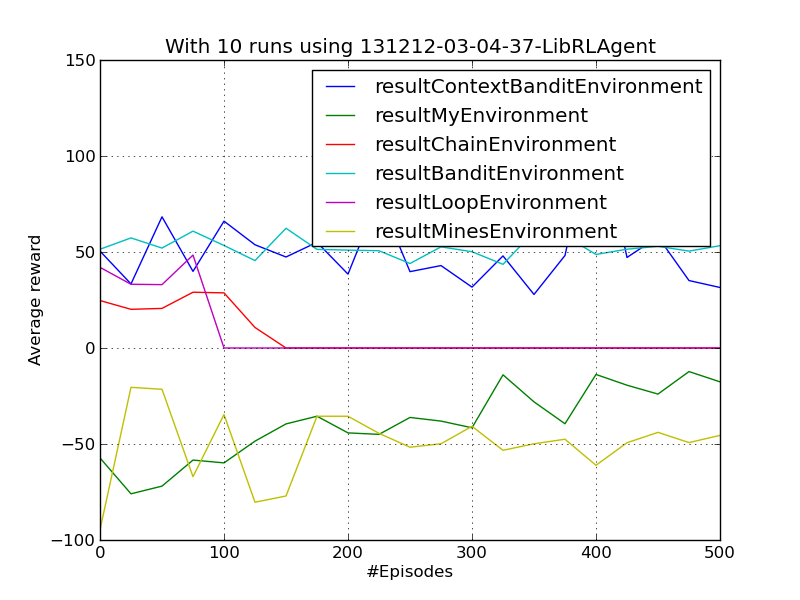 With 10 runs using 131212-03-04-37-LibRLAgent
150
100
50
0
−50
−100
Average reward
resultContextBanditEnvironment
resultMyEnvironment
resultChainEnvironment
resultBanditEnvironment
resultLoopEnvironment
resultMinesEnvironment
0 100 200 300 400 500
#Episodes